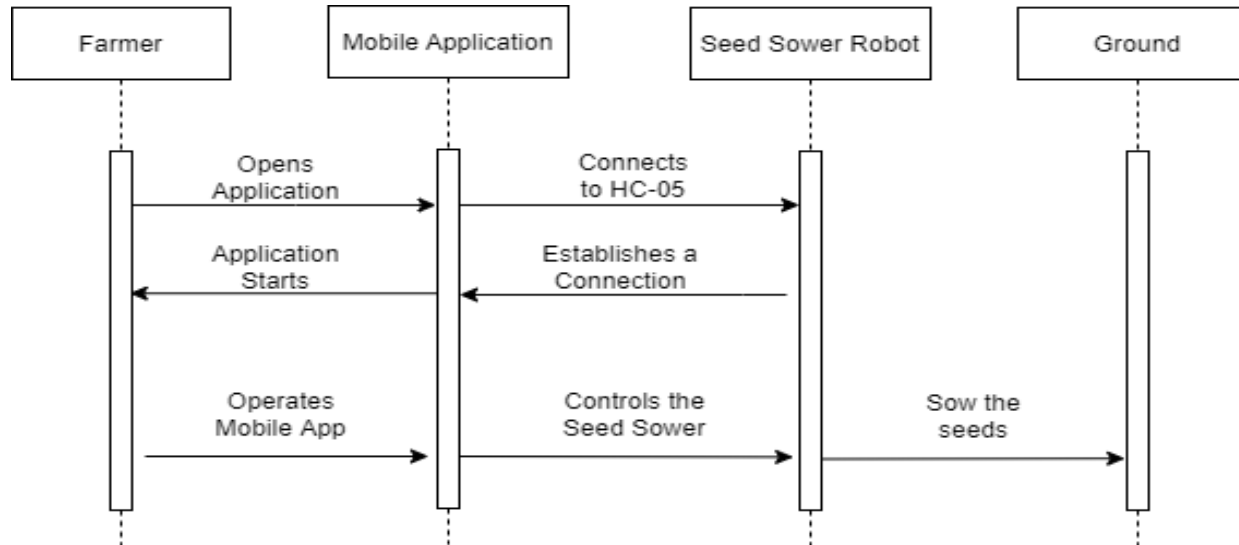 Farmer
Mobile Application
Seed Sower Robot
Ground
Opens
Application
Connects
to HC-05
Application
Starts
Establishes a
Connection
Operates
Mobile App
Controls the
Seed Sower
Sow the
seeds